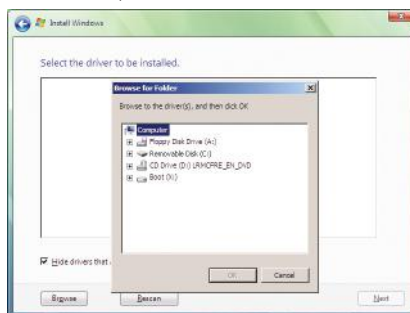 Install Windows
Select the driver to be installed.
Browse for Folder
Browse to the driver(s), and then click OK
Computer
Floppy Disk Drive (A:)
Removable Disk (C:)
CD Drive (D:) LRMCFRE_EN_DVD
Boot (X:)
Hide drivers that
OK
Cancel
Browse
Rescan
Next